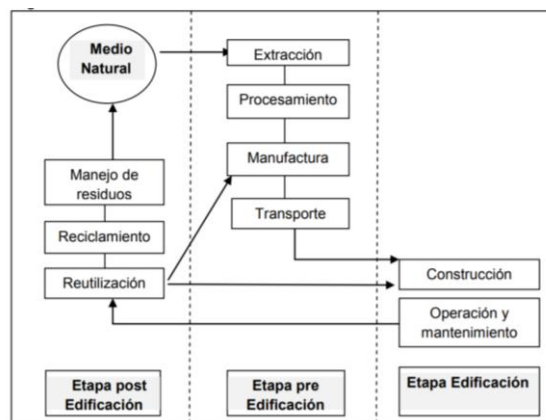 Medio
Natural
Extracción
Procesamiento
Manufactura
Manejo de
residuos
Transporte
Reciclamiento
Construcción
Reutilización
Operación y
mantenimiento
Etapa post
Edificación
Etapa pre
Edificación
Etapa Edificación